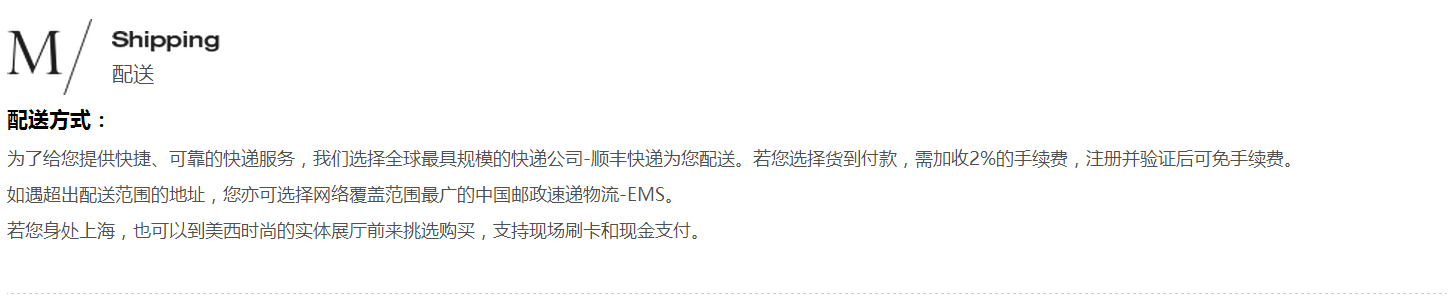 M/
Shipping
配送
配送方式：
为了给您提供快捷、可靠的快递服务，我们选择全球最具规模的快递公司-顺丰快递为您配送。若您选择货到付款，需加收2%的手续费，注册并验证后可免手续费。
如遇超出配送范围的地址，您亦可选择网络覆盖范围最广的中国邮政速递物流-EMS。
若您身处上海，也可以到美西时尚的实体展厅前来挑选购买，支持现场刷卡和现金支付。